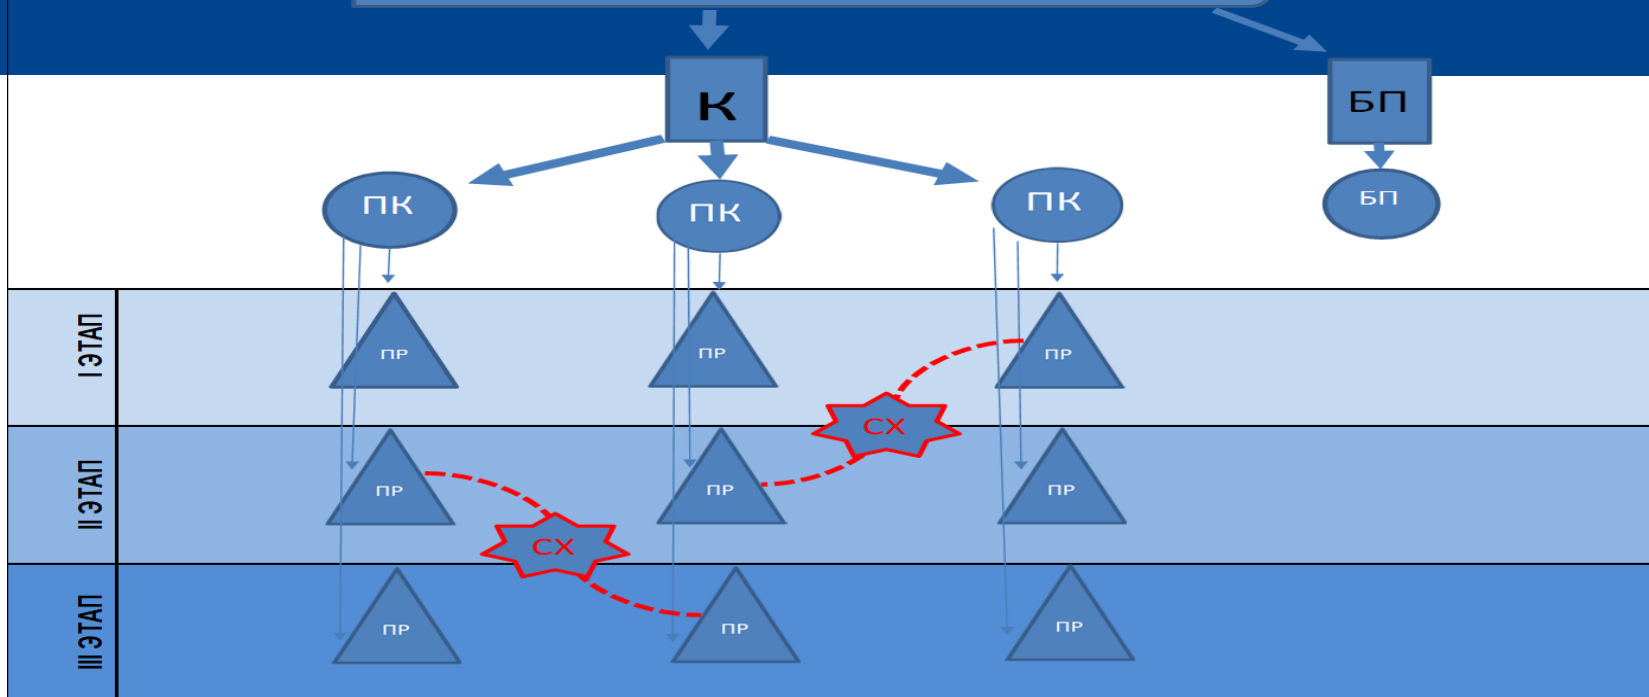 К
БП
ПК
ПК
ПК
БП
I ЭТАП
ПР
ПР
ПР
СХ
II ЭТАП
ПР
ПР
ПР
СХ
III ЭТАП
ПР
ПР
ПР